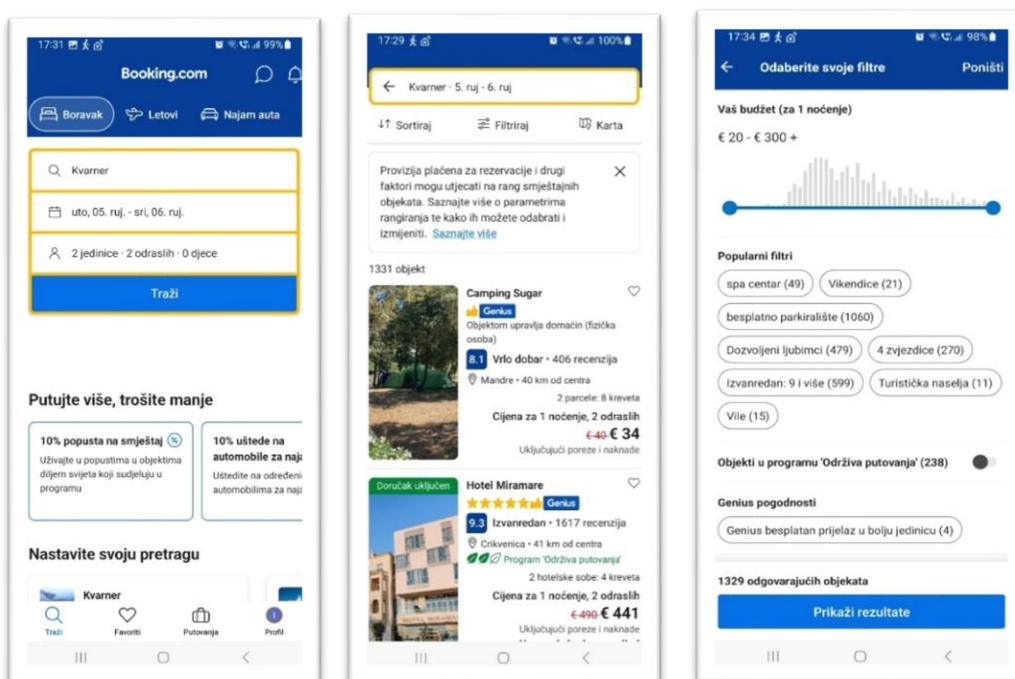 17:31
99%
Booking.com
Boravak
Letovi
Najam auta
Kvarner
uto, 05. ruj. - sri, 06. ruj.
2 jedinice · 2 odraslih · 0 djece
Traži
Putujte više, trošite manje
10% popusta na smještaj
Uživajte u popustima u objektima
diljem svijeta koji sudjeluju u
programu
10% uštede na
automobile za naja
Uštedite na određeni
automobilima za naja
Nastavite svoju pretragu
Kvarner
Traži
Favoriti
Putovanja
Profil
17:29
100%
Kvarner · 5. ruj - 6. ruj
Sortiraj
Filtriraj
Karta
Provizija plaćena za rezervacije i drugi
faktori mogu utjecati na rang smještajnih
objekata. Saznajte više o parametrima
rangiranja te kako ih možete odabrati i
izmijeniti. Saznajte više
1331 objekt
Camping Sugar
Genius
Objektom upravlja domaćin (fizička
osoba)
8.1 Vrlo dobar · 406 recenzija
Mandre · 40 km od centra
2 parcele: 8 kreveta
Cijena za 1 noćenje, 2 odraslih
€ 40 € 34
Uključujući poreze i naknade
Doručak uključen
Hotel Miramare
Genius
9.3 Izvanredan · 1617 recenzija
Crikvenica · 41 km od centra
Program 'Održiva putovanja'
2 hotelske sobe: 4 kreveta
Cijena za 1 noćenje, 2 odraslih
€ 490 € 441
Uključujući poreze i naknade
17:34
98%
Odaberite svoje filtre
Poništi
Vaš budžet (za 1 noćenje)
€ 20 - € 300 +
Popularni filtri
spa centar (49)
Vikendice (21)
besplatno parkiralište (1060)
Dozvoljeni ljubimci (479)
4 zvjezdice (270)
Izvanredan: 9 i više (599)
Turistička naselja (11)
Vile (15)
Objekti u programu 'Održiva putovanja' (238)
Genius pogodnosti
Genius besplatan prijelaz u bolju jedinicu (4)
1329 odgovarajućih objekata
Prikaži rezultate